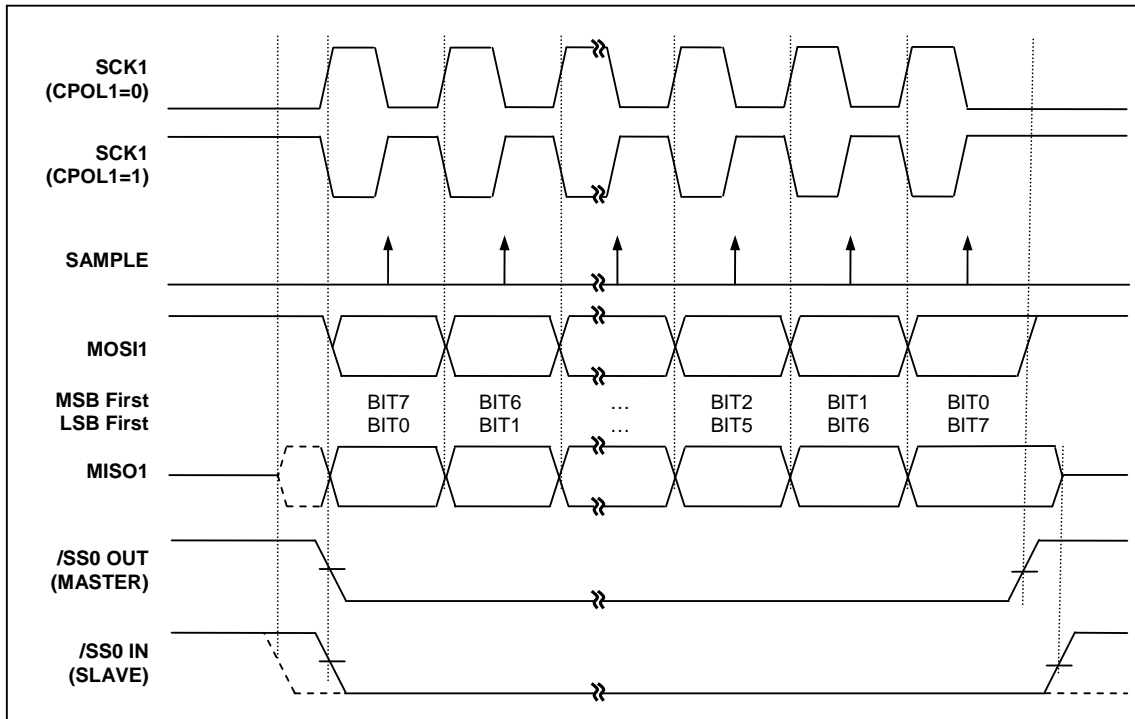 SCK1
(CPOL1=0)
SCK1
(CPOL1=1)
SAMPLE
MOSI1
MSB First BIT7 BIT6 … BIT2 BIT1 BIT0
LSB First BIT0 BIT1 … BIT5 BIT6 BIT7
MISO1
/SS0 OUT
(MASTER)
/SS0 IN
(SLAVE)